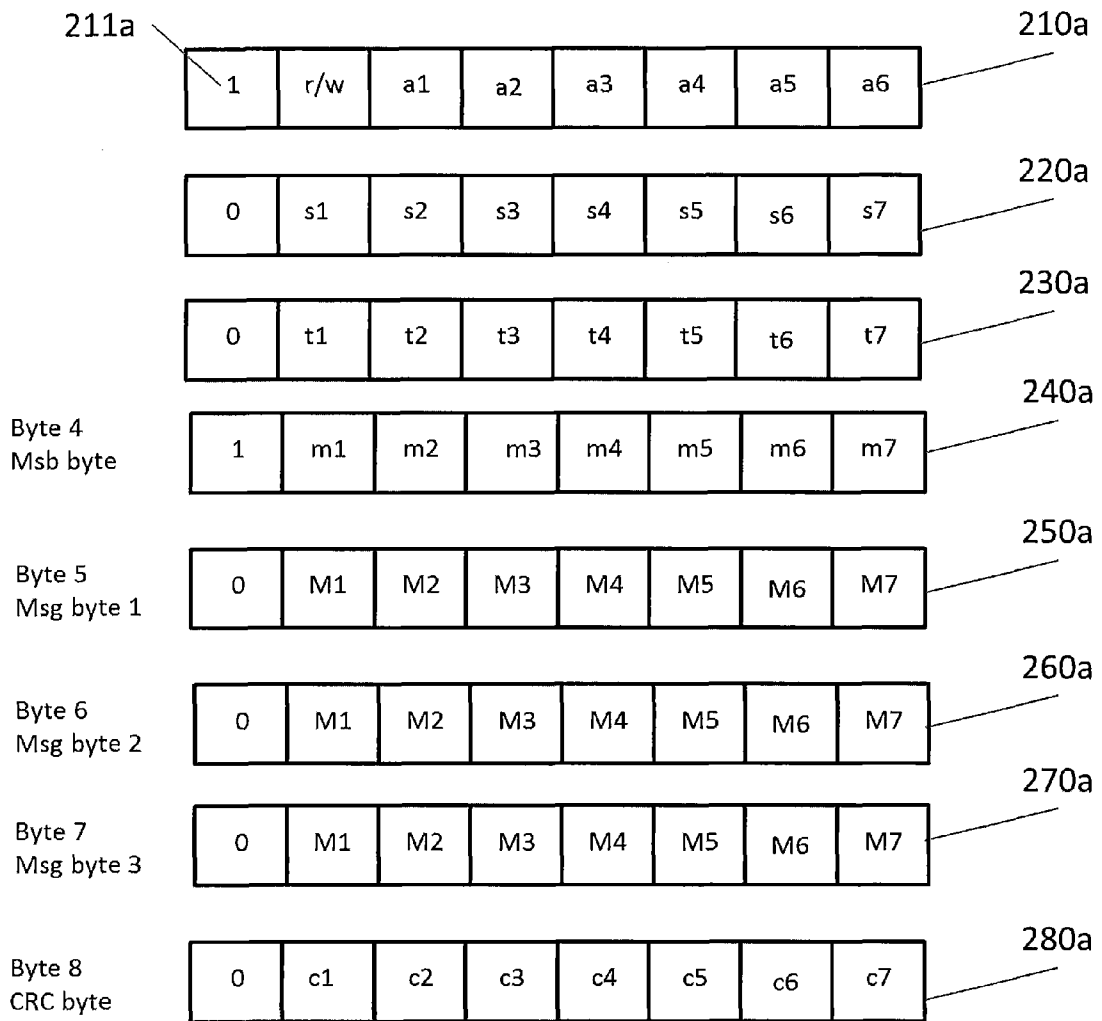 211a
210a
1 r/w a1 a2 a3 a4 a5 a6
220a
0 s1 s2 s3 s4 s5 s6 s7
230a
0 t1 t2 t3 t4 t5 t6 t7
240a
Byte 4
Msb byte
1 m1 m2 m3 m4 m5 m6 m7
250a
Byte 5
Msg byte 1
0 M1 M2 M3 M4 M5 M6 M7
260a
Byte 6
Msg byte 2
0 M1 M2 M3 M4 M5 M6 M7
270a
Byte 7
Msg byte 3
0 M1 M2 M3 M4 M5 M6 M7
280a
Byte 8
CRC byte
0 c1 c2 c3 c4 c5 c6 c7